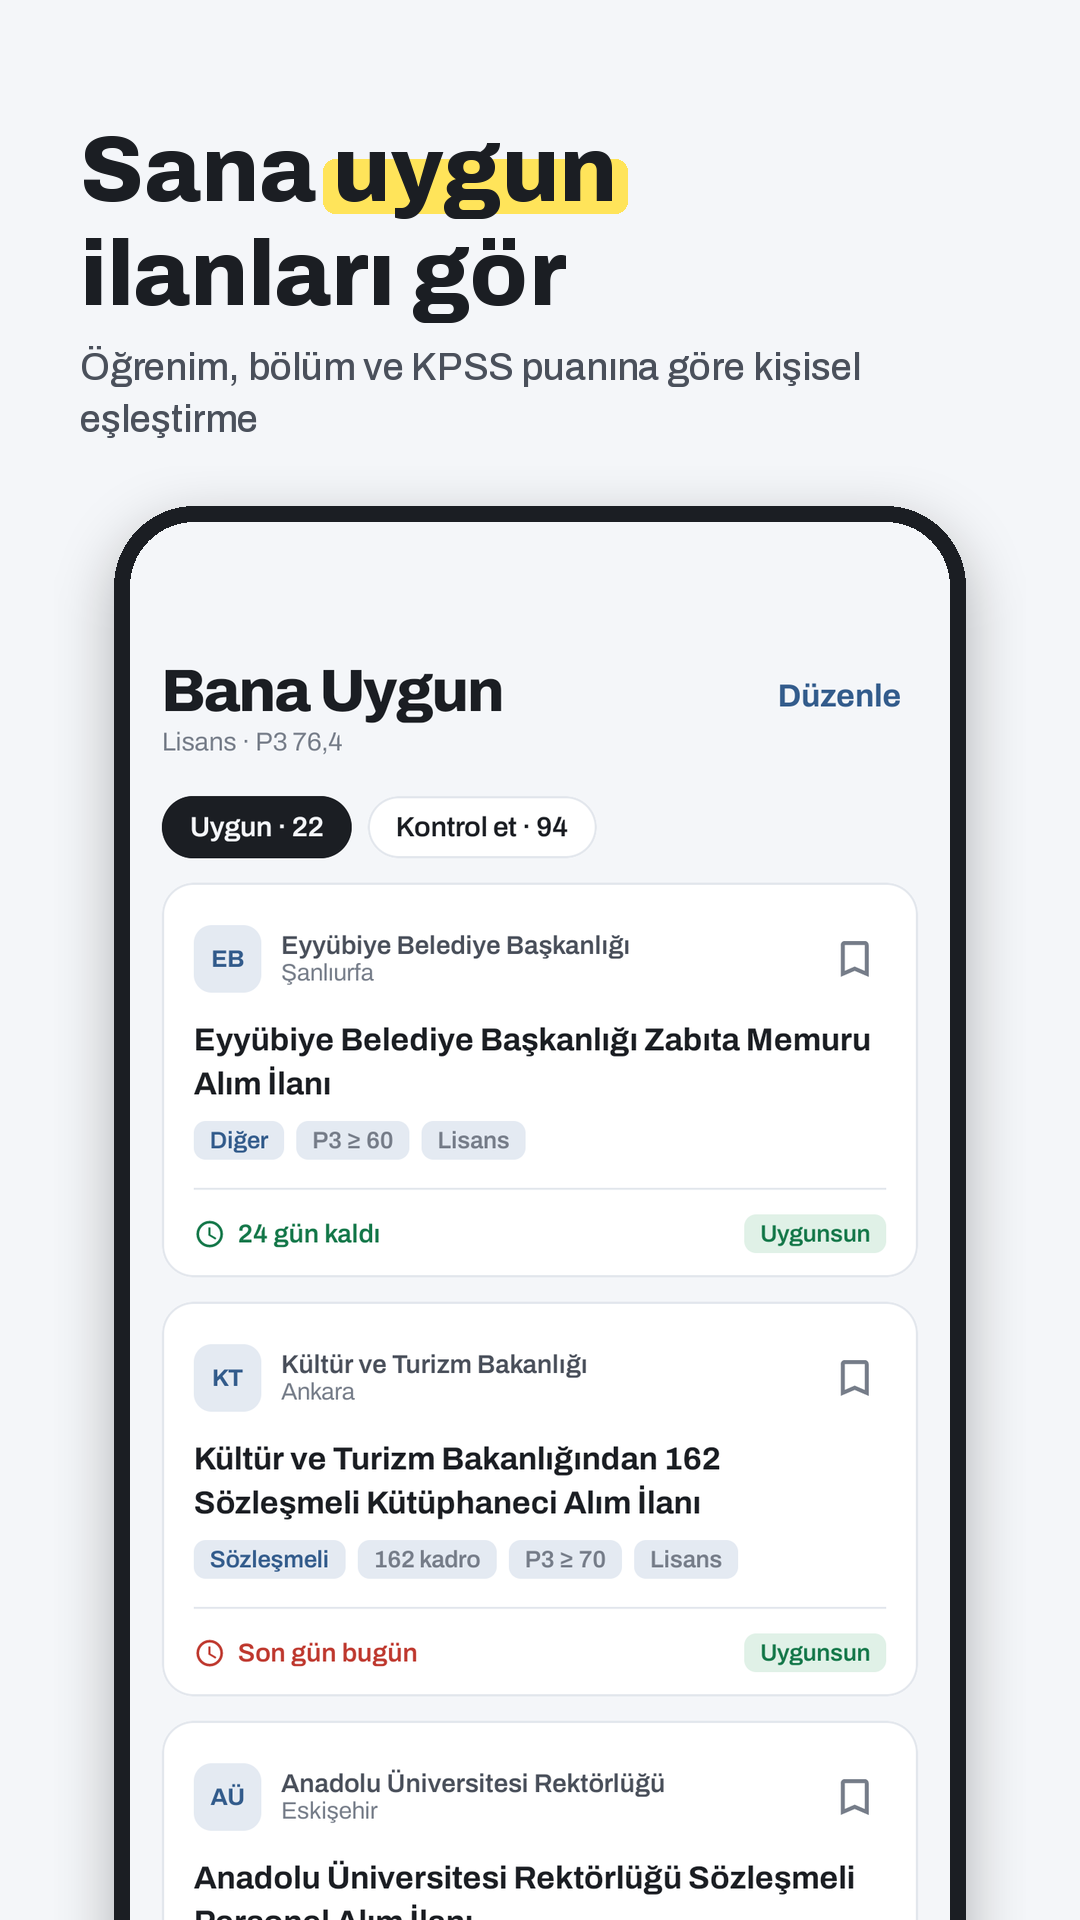 Sana uygun
ilanları gör
Öğrenim, bölüm ve KPSS puanına göre kişisel
eşleştirme
Bana Uygun
Düzenle
Lisans · P3 76,4
Uygun · 22
Kontrol et · 94
EB
Eyyübiye Belediye Başkanlığı
Şanlıurfa
Eyyübiye Belediye Başkanlığı Zabıta Memuru
Alım İlanı
Diğer
P3 ≥ 60
Lisans
24 gün kaldı
Uygunsun
KT
Kültür ve Turizm Bakanlığı
Ankara
Kültür ve Turizm Bakanlığından 162
Sözleşmeli Kütüphaneci Alım İlanı
Sözleşmeli
162 kadro
P3 ≥ 70
Lisans
Son gün bugün
Uygunsun
AÜ
Anadolu Üniversitesi Rektörlüğü
Eskişehir
Anadolu Üniversitesi Rektörlüğü Sözleşmeli
Personel Alım İlanı